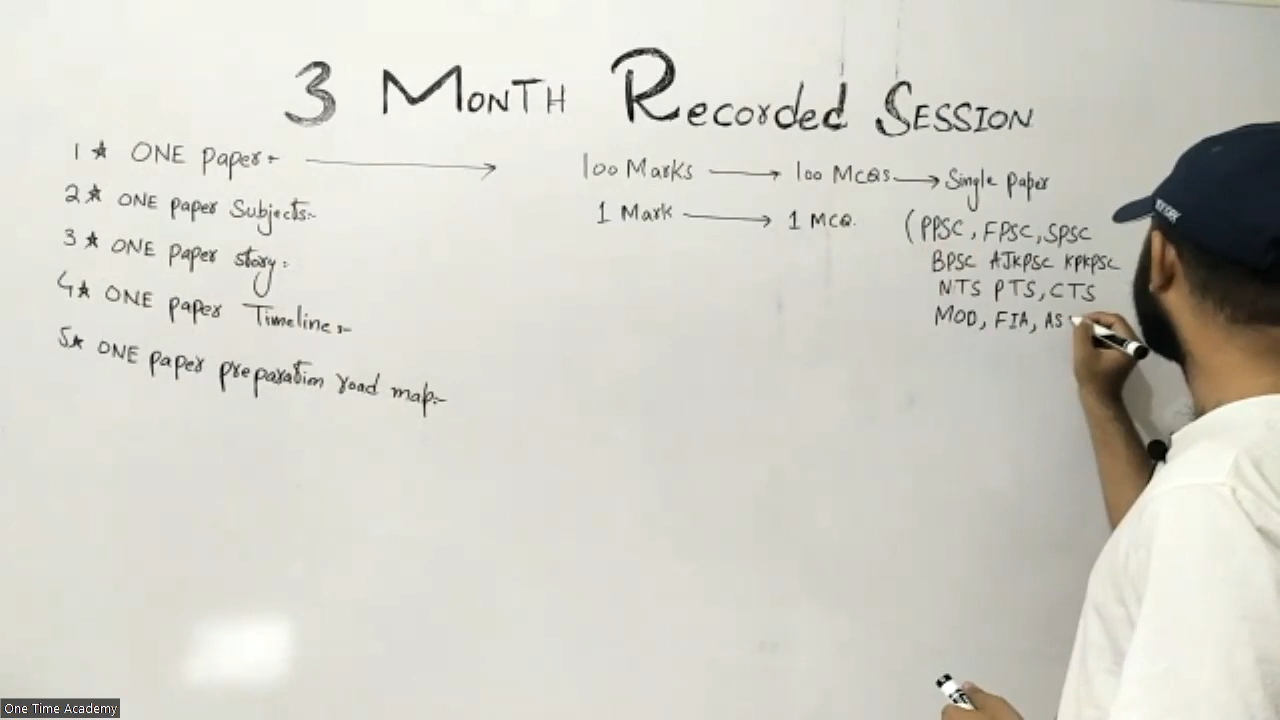 3 MONTH Recorded SESSION
1 ★ ONE paper:- → 100 Marks → 100 MCQS → Single paper
2 ★ ONE paper Subjects:- 1 Mark → 1 MCQ. (PPSC, FPSC, SPSC
3 ★ ONE paper story:- BPSC AJKPSC KPKPSC
4 ★ ONE paper Timeline:- NTS PTS, CTS
MOD, FIA, AS
5 ★ ONE paper preparation road map:-
One Time Academy